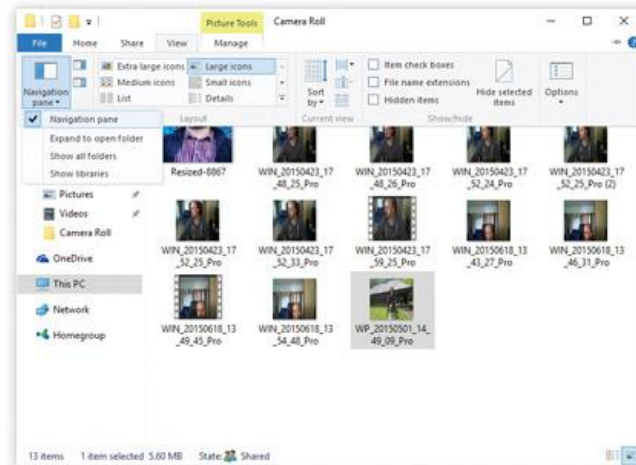 Picture Tools Camera Roll
File Home Share View Manage
Navigation pane
Extra large icons Large icons
Medium icons Small icons
List Details
Layout
Sort by
Current view
Item check boxes
File name extensions
Hidden items
Hide selected items
Show/hide
Options
Navigation pane
Expand to open folder
Show all folders
Show libraries
Pictures
Videos
Camera Roll
OneDrive
This PC
Network
Homegroup
Resized-8867
WIN_20150423_17
_48_25_Pro
WIN_20150423_17
_48_26_Pro
WIN_20150423_17
_52_24_Pro
WIN_20150423_17
_52_25_Pro (2)
WIN_20150423_17
_52_25_Pro
WIN_20150423_17
_52_33_Pro
WIN_20150423_17
_59_25_Pro
WIN_20150618_13
_43_27_Pro
WIN_20150618_13
_46_31_Pro
WIN_20150618_13
_49_45_Pro
WIN_20150618_13
_54_48_Pro
WP_20150501_14_
49_09_Pro
13 items 1 item selected 5.60 MB State: Shared